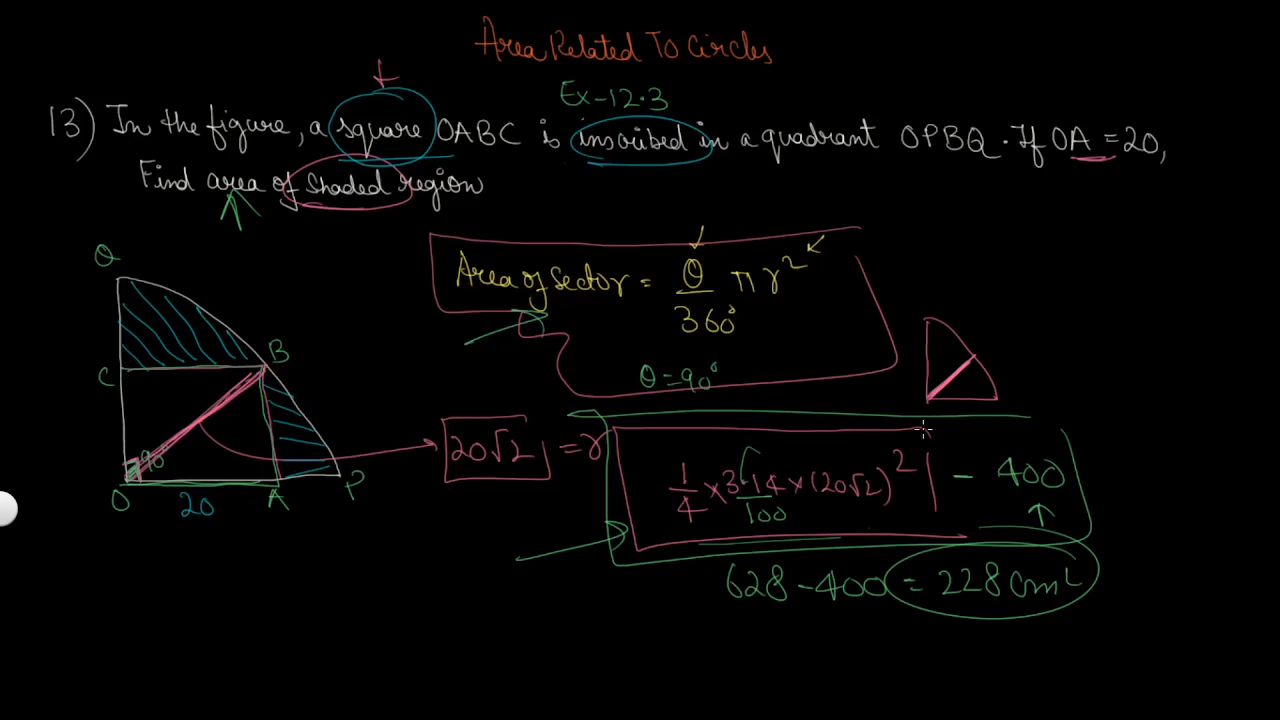 Area Related To Circles
Ex-12.3
13) In the figure, a square OABC is inscribed in a quadrant OPBQ. If OA = 20,
Find area of shaded region
Q
Area of Sector = θ/360° πr²
θ = 90°
B
C
90
O
20
A
P
20√2 = r
1/4 × 3.14/100 × (20√2)² - 400
628 - 400 = 228 cm²